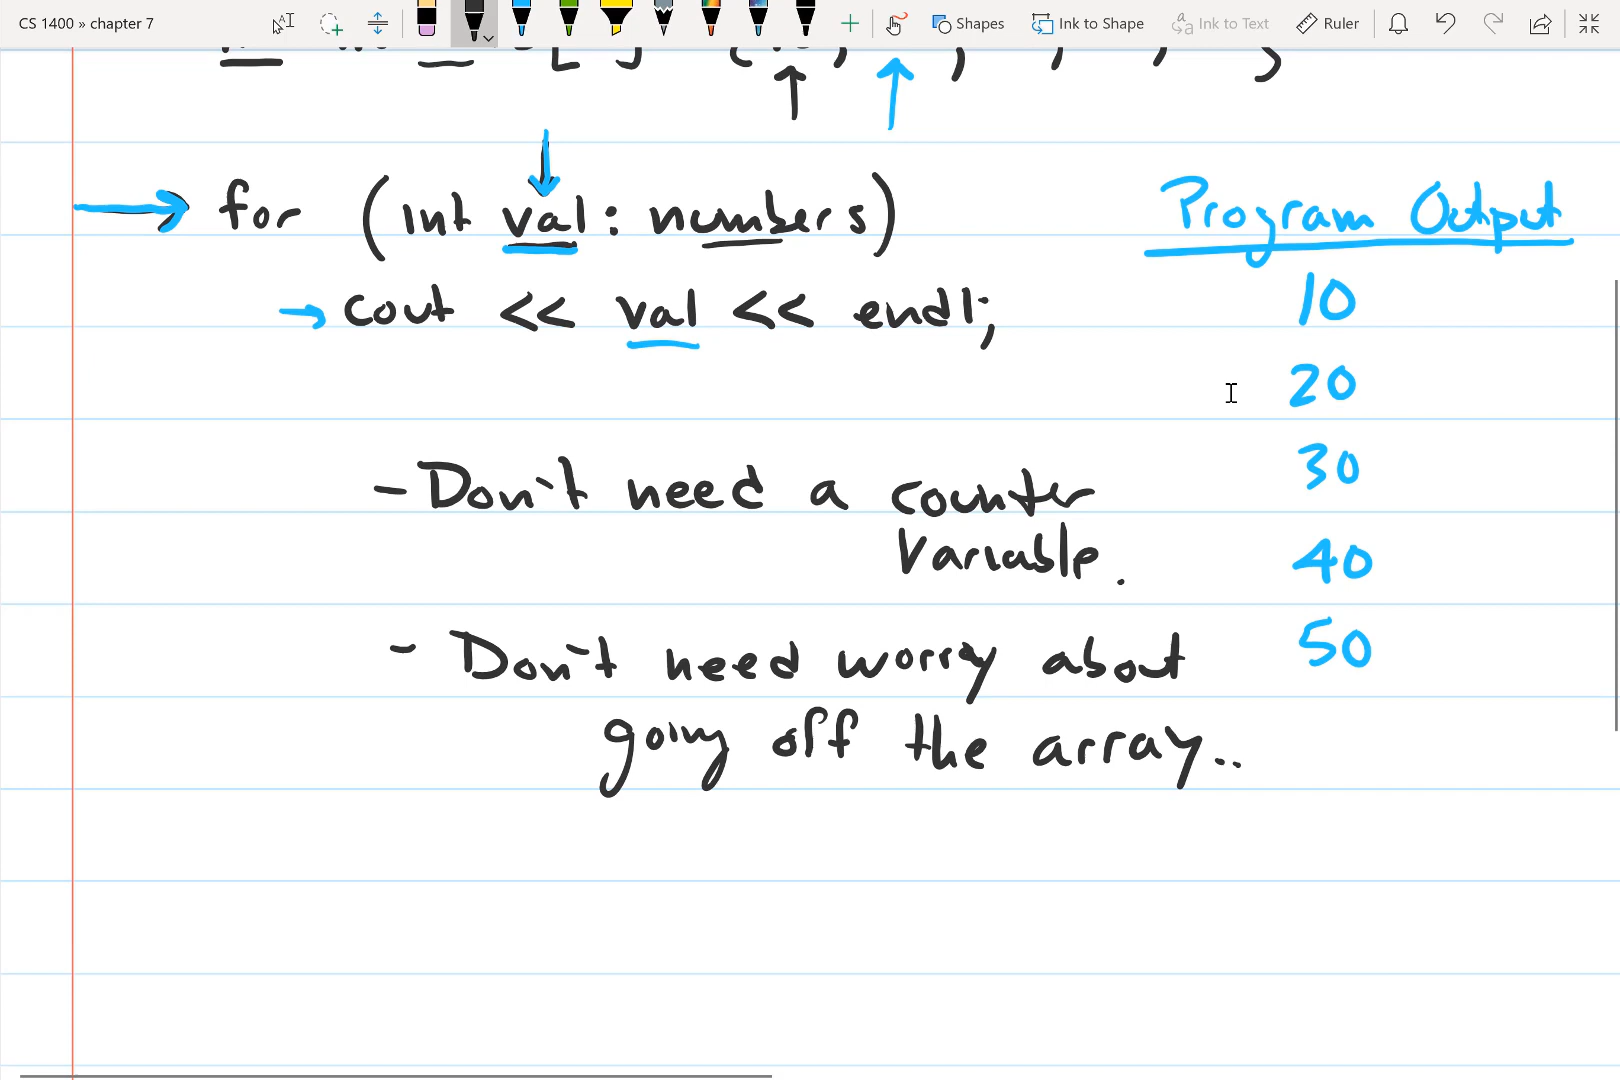 CS 1400 » chapter 7
Shapes
Ink to Shape
Ink to Text
Ruler
for (int val: numbers)
cout << val << endl;
Program Output
10
20
30
40
50
- Don't need a counter
variable.
- Don't need worry about
going off the array..